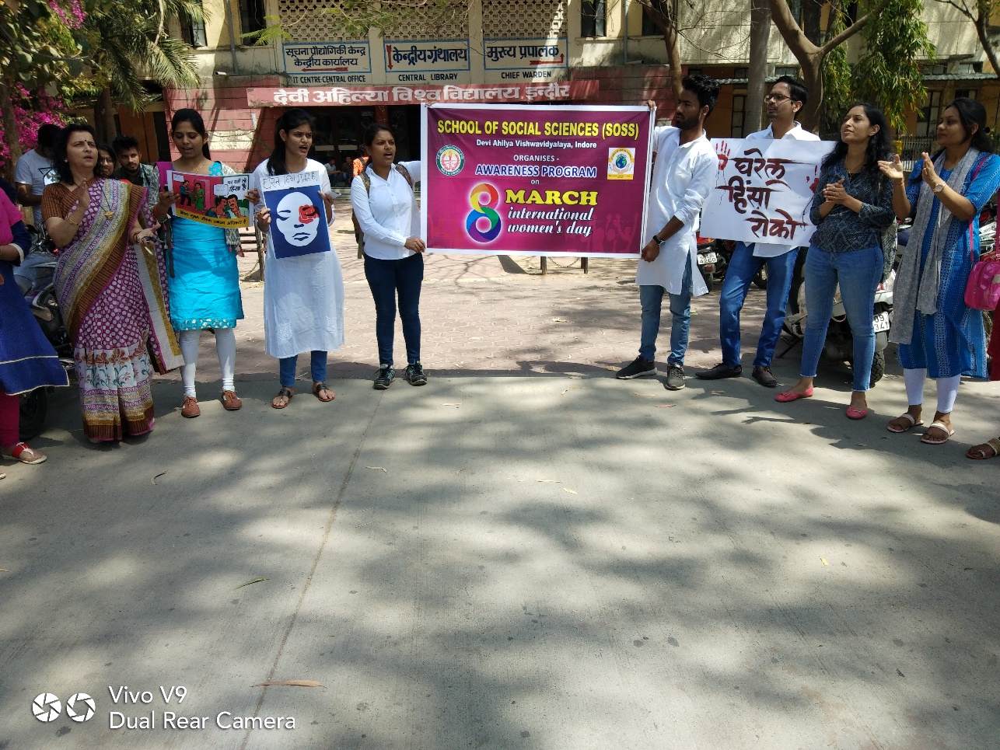 सूचना प्रौद्योगिकी केन्द्र
केन्द्रीय कार्यालय
IT CENTRE-CENTRAL OFFICE
केन्द्रीय ग्रंथालय
CENTRAL LIBRARY
मुख्य प्रपालक
CHIEF WARDEN
देवी अहिल्या विश्व विद्यालय, इन्दौर
SCHOOL OF SOCIAL SCIENCES (SOSS)
Devi Ahilya Vishwavidyalaya, Indore
ORGANISES -
AWARENESS PROGRAM
on
8 MARCH
international
women's day
घरेलू
हिंसा
रोको
हिंसा है
Vivo V9
Dual Rear Camera